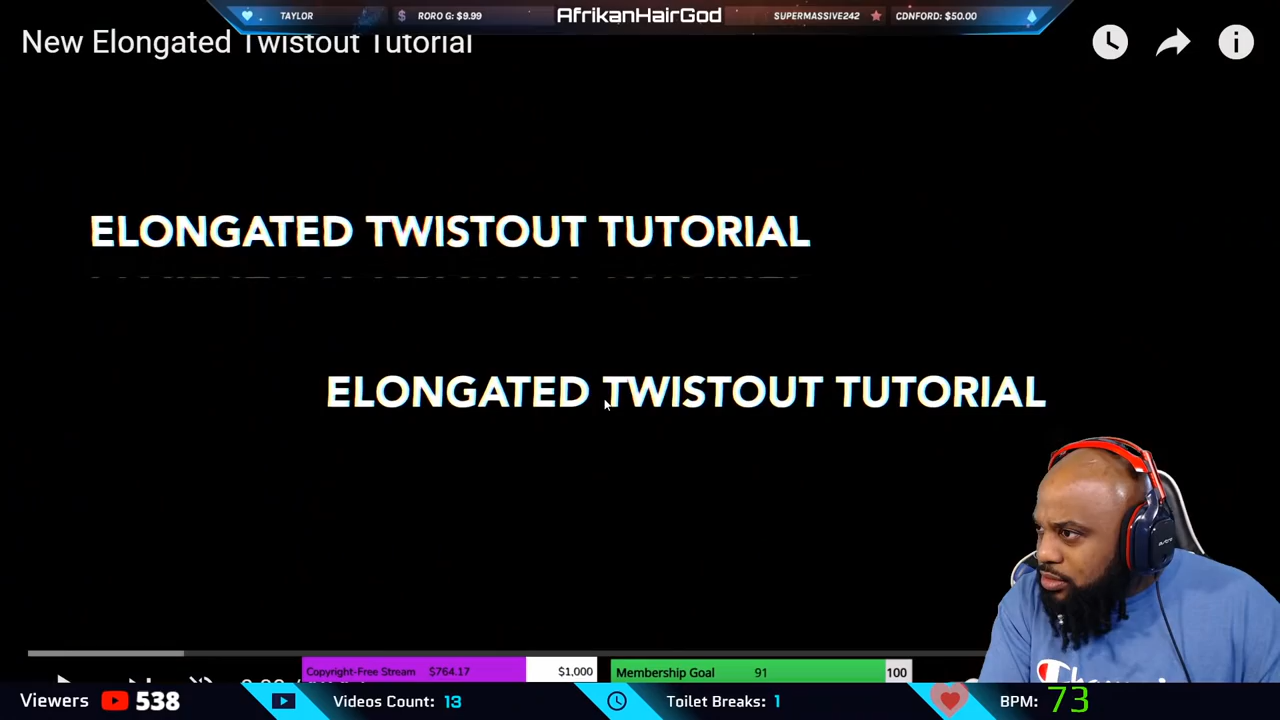 TAYLOR
RORO G: $9.99
AfrikanHairGod
SUPERMASSIVE242
CDNFORD: $50.00
New Elongated Twistout Tutorial
ELONGATED TWISTOUT TUTORIAL
ELONGATED TWISTOUT TUTORIAL
Copyright-Free Stream $764.17 $1,000
Membership Goal 91 100
Viewers 538
Videos Count: 13
Toilet Breaks: 1
BPM: 73